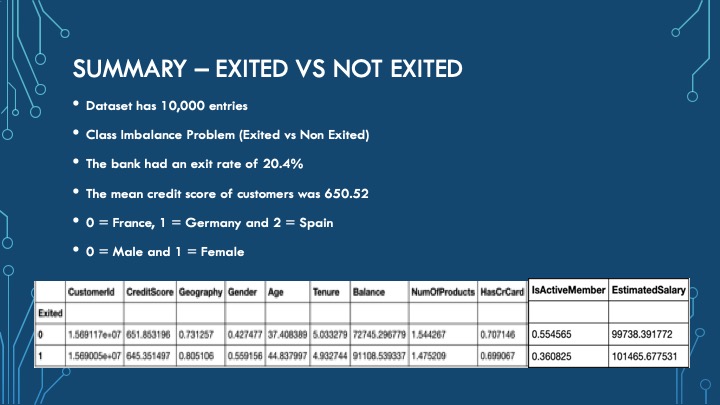 SUMMARY – EXITED VS NOT EXITED
• Dataset has 10,000 entries
• Class Imbalance Problem (Exited vs Non Exited)
• The bank had an exit rate of 20.4%
• The mean credit score of customers was 650.52
• 0 = France, 1 = Germany and 2 = Spain
• 0 = Male and 1 = Female
CustomerId CreditScore Geography Gender Age Tenure Balance NumOfProducts HasCrCard IsActiveMember EstimatedSalary
Exited
0 1.569117e+07 651.853196 0.731257 0.427477 37.408389 5.033279 72745.296779 1.544267 0.707146 0.554565 99738.391772
1 1.569005e+07 645.351497 0.805106 0.559156 44.837997 4.932744 91108.539337 1.475209 0.699067 0.360825 101465.677531